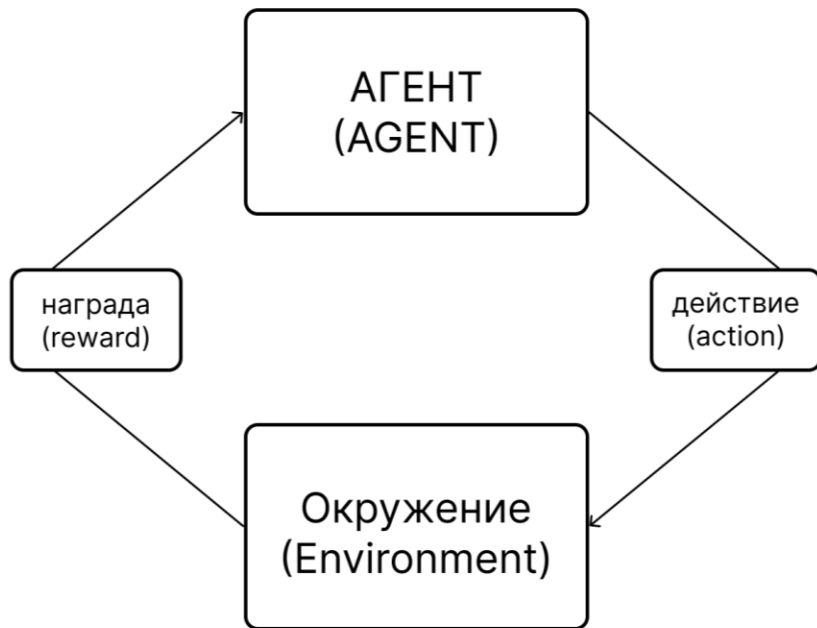 АГЕНТ
(AGENT)
награда
(reward)
действие
(action)
Окружение
(Environment)